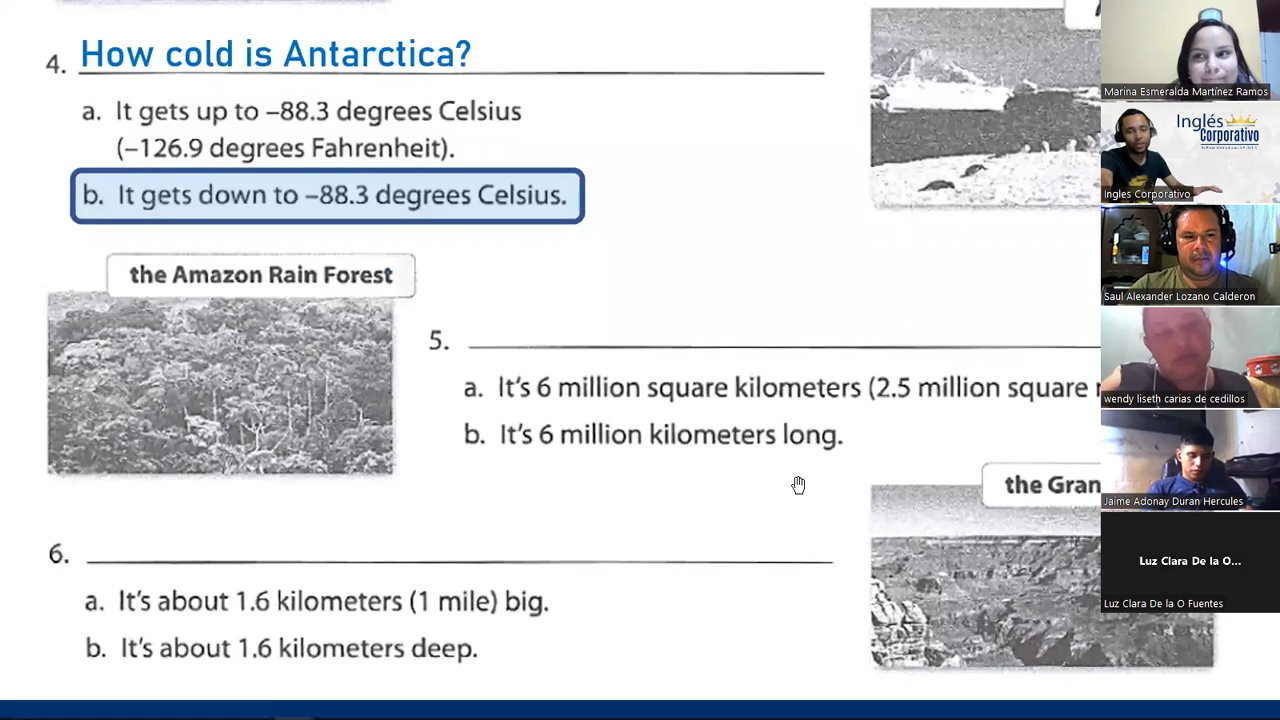 4. How cold is Antarctica?
a. It gets up to –88.3 degrees Celsius
(–126.9 degrees Fahrenheit).
b. It gets down to –88.3 degrees Celsius.
the Amazon Rain Forest
5.
a. It's 6 million square kilometers (2.5 million square
b. It's 6 million kilometers long.
the Gran
6.
a. It's about 1.6 kilometers (1 mile) big.
b. It's about 1.6 kilometers deep.
Marina Esmeralda Martínez Ramos
Inglés
Corporativo
Ingles Corporativo
Saul Alexander Lozano Calderon
wendy liseth carias de cedillos
Jaime Adonay Duran Hercules
Luz Clara De la O...
Luz Clara De la O Fuentes